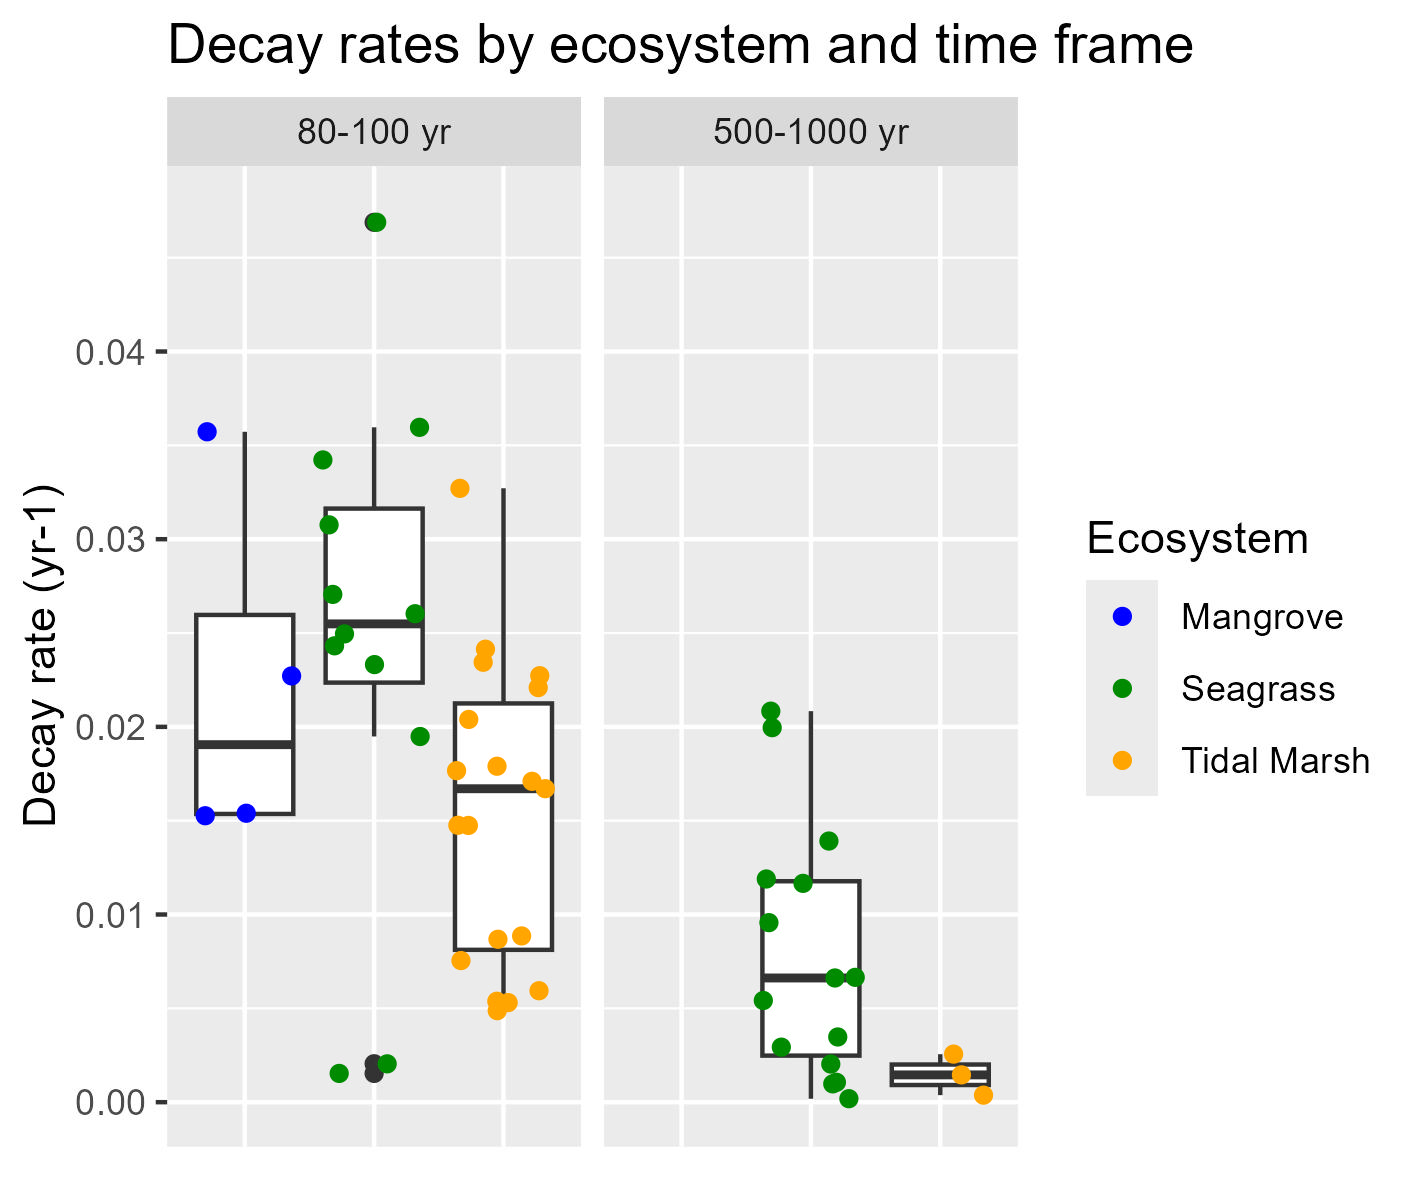 Decay rates by ecosystem and time frame
80-100 yr
500-1000 yr
0.04
0.03
0.02
0.01
0.00
Decay rate (yr-1)
Ecosystem
Mangrove
Seagrass
Tidal Marsh